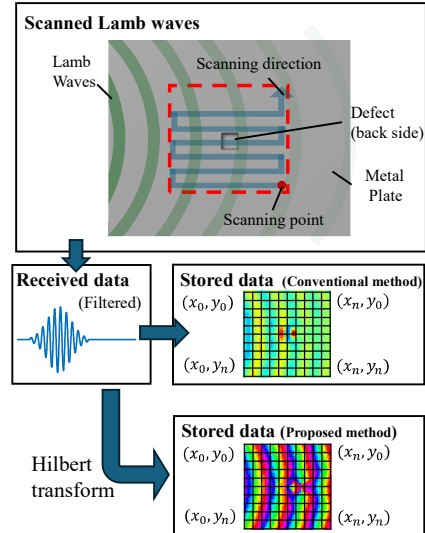 Scanned Lamb waves
Lamb
Waves
Scanning direction
Defect
(back side)
Metal
Plate
Scanning point
Received data
(Filtered)
Stored data (Conventional method)
(x₀, y₀)
(xₙ, y₀)
(x₀, yₙ)
(xₙ, yₙ)
Hilbert
transform
Stored data (Proposed method)
(x₀, y₀)
(xₙ, y₀)
(x₀, yₙ)
(xₙ, yₙ)